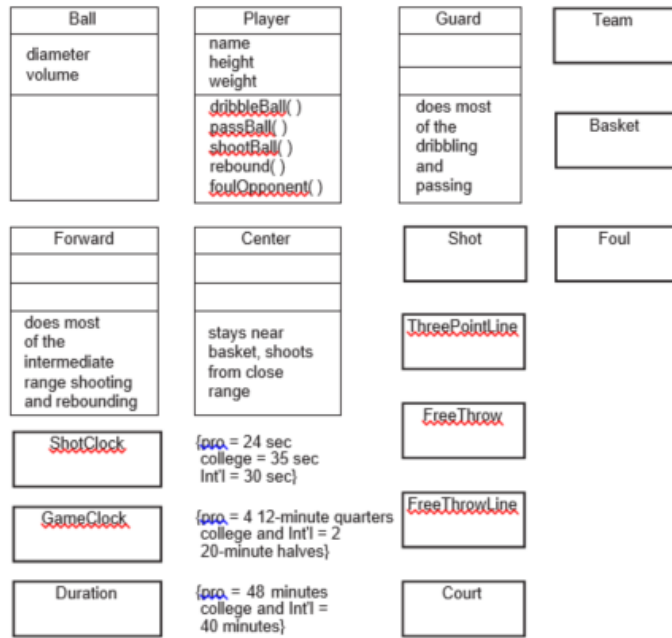 Ball
diameter
volume
Player
name
height
weight
dribbleBall( )
passBall( )
shootBall( )
rebound( )
foulOpponent( )
Guard
does most
of the
dribbling
and
passing
Team
Basket
Forward
does most
of the
intermediate
range shooting
and rebounding
Center
stays near
basket, shoots
from close
range
Shot
Foul
ThreePointLine
FreeThrow
FreeThrowLine
Court
ShotClock
{pro = 24 sec
college = 35 sec
Int'l = 30 sec}
GameClock
{pro = 4 12-minute quarters
college and Int'l = 2
20-minute halves}
Duration
{pro = 48 minutes
college and Int'l =
40 minutes}